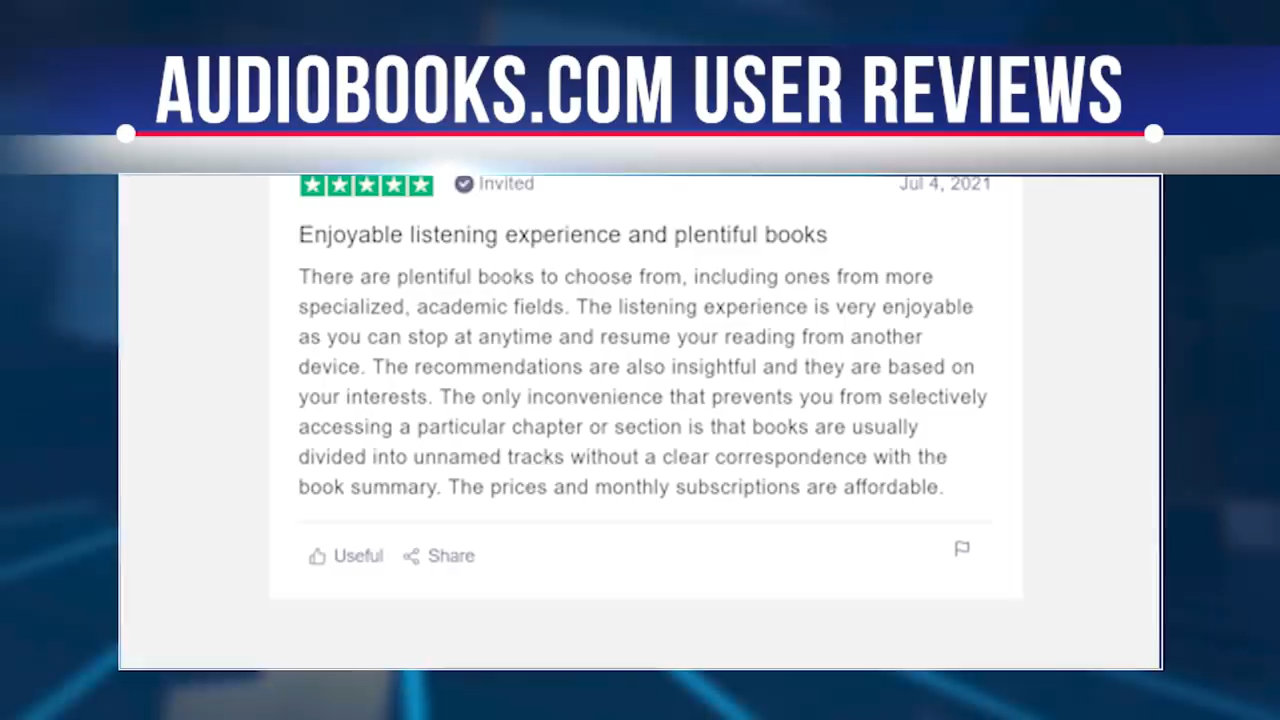 AUDIOBOOKS.COM USER REVIEWS
Invited Jul 4, 2021
Enjoyable listening experience and plentiful books
There are plentiful books to choose from, including ones from more
specialized, academic fields. The listening experience is very enjoyable
as you can stop at anytime and resume your reading from another
device. The recommendations are also insightful and they are based on
your interests. The only inconvenience that prevents you from selectively
accessing a particular chapter or section is that books are usually
divided into unnamed tracks without a clear correspondence with the
book summary. The prices and monthly subscriptions are affordable.
Useful Share